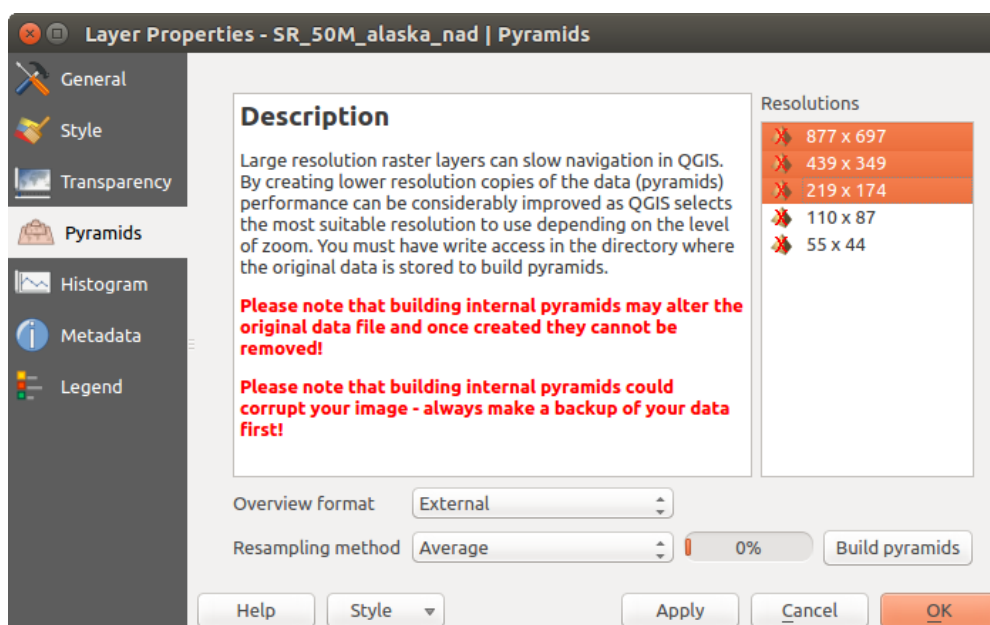 Layer Properties - SR_50M_alaska_nad | Pyramids
General
Style
Transparency
Pyramids
Histogram
Metadata
Legend
Description
Large resolution raster layers can slow navigation in QGIS.
By creating lower resolution copies of the data (pyramids)
performance can be considerably improved as QGIS selects
the most suitable resolution to use depending on the level
of zoom. You must have write access in the directory where
the original data is stored to build pyramids.
Please note that building internal pyramids may alter the
original data file and once created they cannot be
removed!
Please note that building internal pyramids could
corrupt your image - always make a backup of your data
first!
Resolutions
877 x 697
439 x 349
219 x 174
110 x 87
55 x 44
Overview format
External
Resampling method
Average
0%
Build pyramids
Help
Style
Apply
Cancel
OK